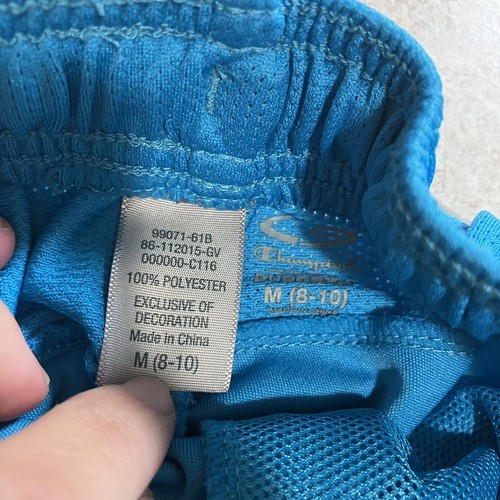 99071-61B
86-112015-GV
000000-C116
100% POLYESTER
EXCLUSIVE OF
DECORATION
Made in China
M (8-10)
Champion
M (8-10)